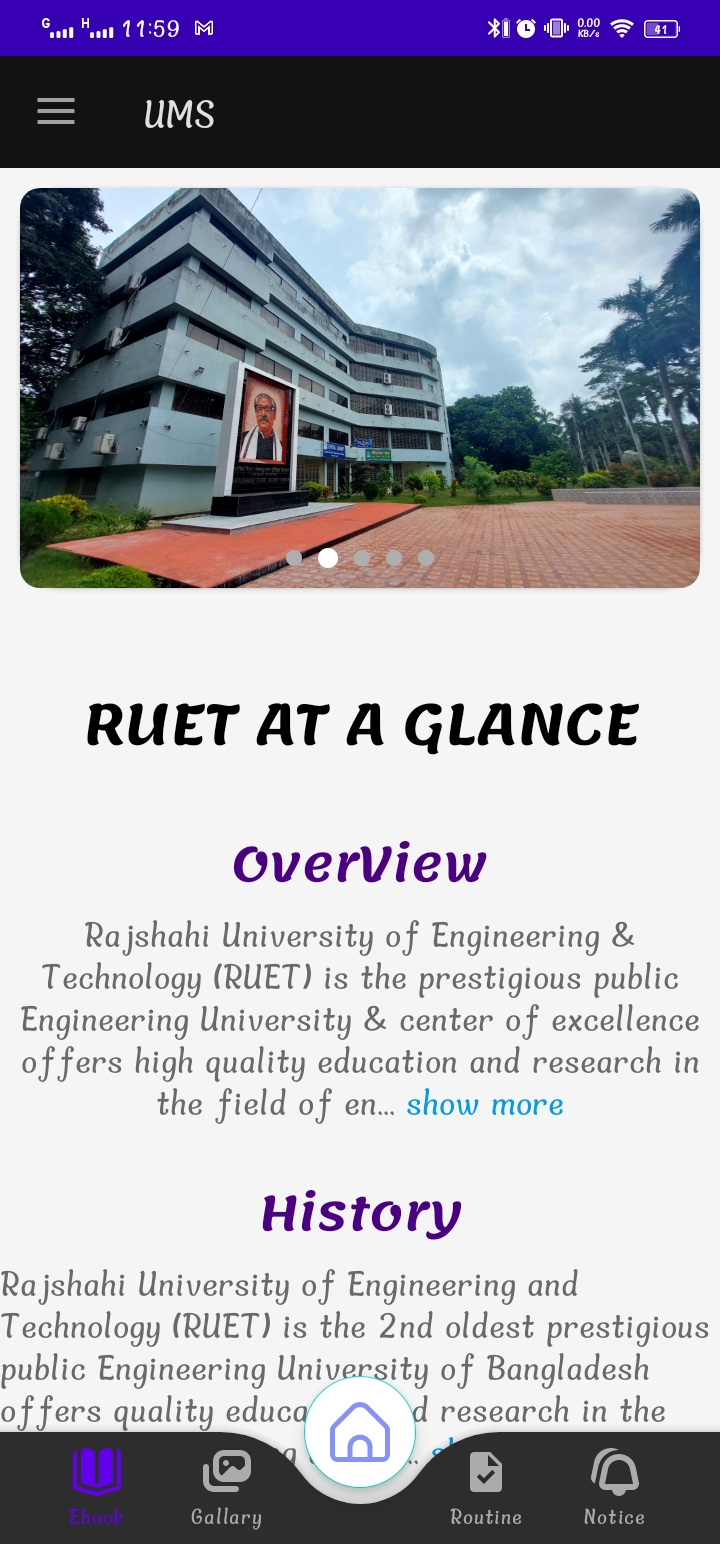 G H 11:59 0.00 KB/s 41
UMS
RUET AT A GLANCE
OverView
Rajshahi University of Engineering &
Technology (RUET) is the prestigious public
Engineering University & center of excellence
offers high quality education and research in
the field of en... show more
History
Rajshahi University of Engineering and
Technology (RUET) is the 2nd oldest prestigious
public Engineering University of Bangladesh
offers quality research in the
Ebook Gallary Routine Notice